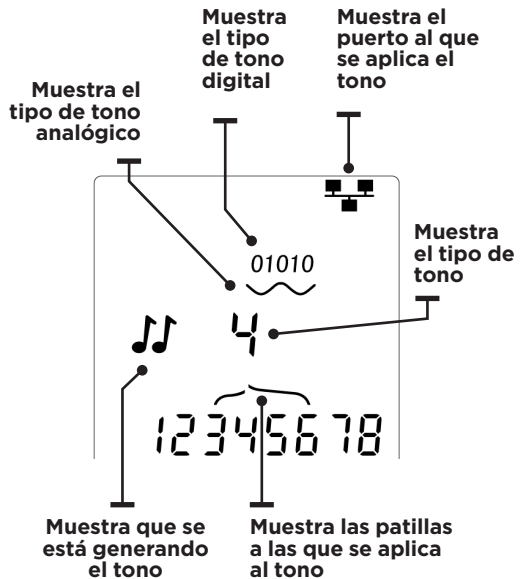 Muestra
el tipo
de tono
digital
Muestra el
puerto al que
se aplica el
tono
Muestra el
tipo de tono
analógico
Muestra
el tipo de
tono
01010
4
12345678
Muestra que se
está generando
el tono
Muestra las patillas
a las que se aplica
al tono